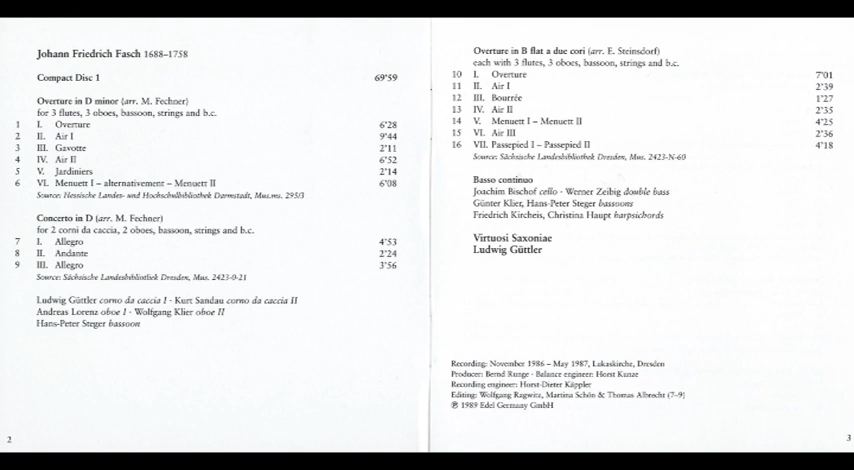 Johann Friedrich Fasch 1688–1758
Compact Disc 1 69'59
Overture in D minor (arr. M. Fechner)
for 3 flutes, 3 oboes, bassoon, strings and b.c.
1 I. Overture 6'28
2 II. Air I 9'44
3 III. Gavotte 2'11
4 IV. Air II 6'52
5 V. Jardiniers 2'14
6 VI. Menuett I – alternativement – Menuett II 6'08
Source: Hessische Landes- und Hochschulbibliothek Darmstadt, Mus.ms. 295/3
Concerto in D (arr. M. Fechner)
for 2 corni da caccia, 2 oboes, bassoon, strings and b.c.
7 I. Allegro 4'53
8 II. Andante 2'24
9 III. Allegro 3'56
Source: Sächsische Landesbibliothek Dresden, Mus. 2423-0-21
Ludwig Güttler corno da caccia I · Kurt Sandau corno da caccia II
Andreas Lorenz oboe I · Wolfgang Klier oboe II
Hans-Peter Steger bassoon
2
Overture in B flat a due cori (arr. E. Steinsdorf)
each with 3 flutes, 3 oboes, bassoon, strings and b.c.
10 I. Overture 7'01
11 II. Air I 2'39
12 III. Bourrée 1'27
13 IV. Air II 2'35
14 V. Menuett I – Menuett II 4'25
15 VI. Air III 2'36
16 VII. Passepied I – Passepied II 4'18
Source: Sächsische Landesbibliothek Dresden, Mus. 2423-N-60
Basso continuo
Joachim Bischof cello · Werner Zeibig double bass
Günter Klier, Hans-Peter Steger bassoons
Friedrich Kircheis, Christina Haupt harpsichords
Virtuosi Saxoniae
Ludwig Güttler
Recording: November 1986 – May 1987, Lukaskirche, Dresden
Producer: Bernd Runge · Balance engineer: Horst Kunze
Recording engineer: Horst-Dieter Käppler
Editing: Wolfgang Ragwitz, Martina Schön & Thomas Albrecht (7–9)
℗ 1989 Edel Germany GmbH
3